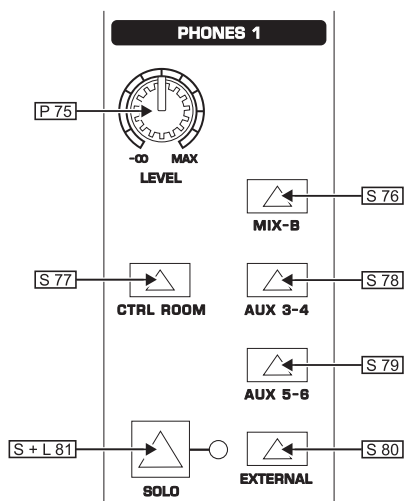 PHONES 1
P 75
-∞ MAX
LEVEL
S 76
MIX-B
S 77
S 78
CTRL ROOM
AUX 3-4
S 79
AUX 5-6
S + L 81
S 80
SOLO
EXTERNAL